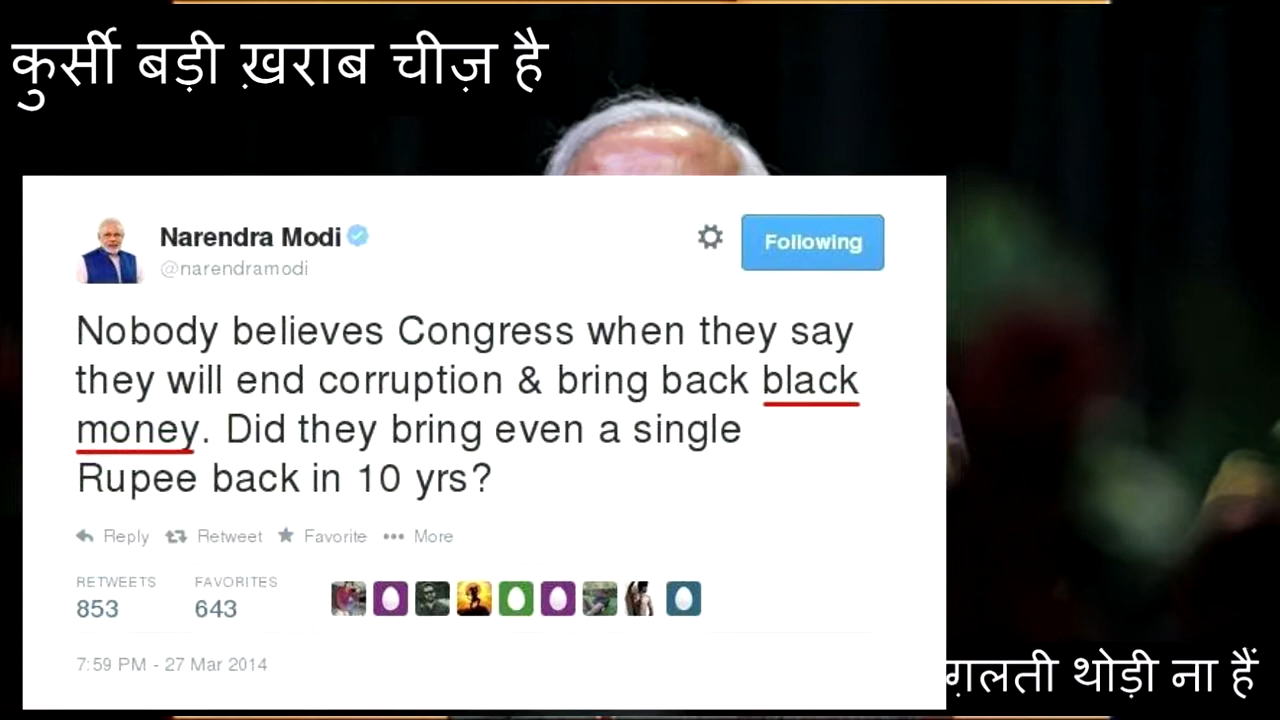 कुर्सी बड़ी ख़राब चीज़ है
Narendra Modi
@narendramodi
Following
Nobody believes Congress when they say
they will end corruption & bring back black
money. Did they bring even a single
Rupee back in 10 yrs?
Reply Retweet Favorite More
RETWEETS FAVORITES
853 643
7:59 PM - 27 Mar 2014
ग़लती थोड़ी ना हैं